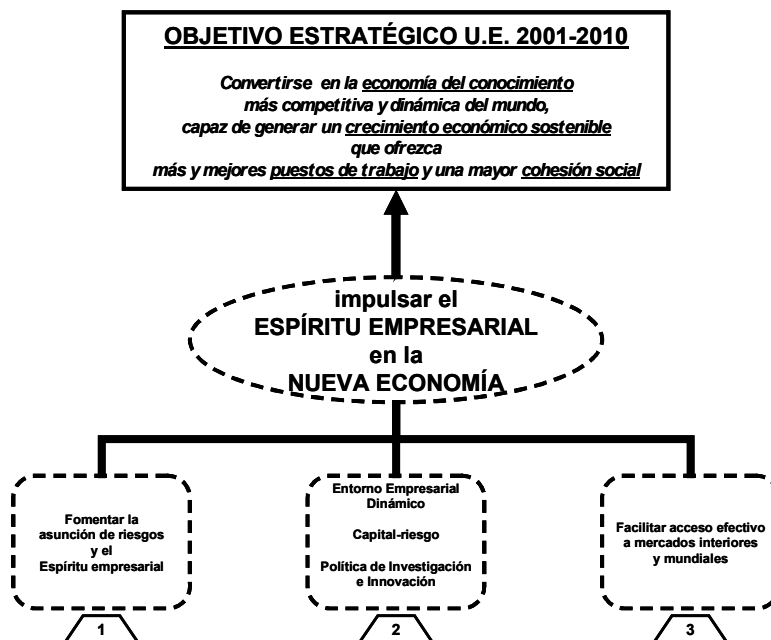 OBJETIVO ESTRATÉGICO U.E. 2001-2010
Convertirse en la economía del conocimiento
más competitiva y dinámica del mundo,
capaz de generar un crecimiento económico sostenible
que ofrezca
más y mejores puestos de trabajo y una mayor cohesión social
impulsar el
ESPÍRITU EMPRESARIAL
en la
NUEVA ECONOMÍA
Fomentar la
asunción de riesgos
y el
Espíritu empresarial
1
Entorno Empresarial
Dinámico
Capital-riesgo
Política de Investigación
e Innovación
2
Facilitar acceso efectivo
a mercados interiores
y mundiales
3